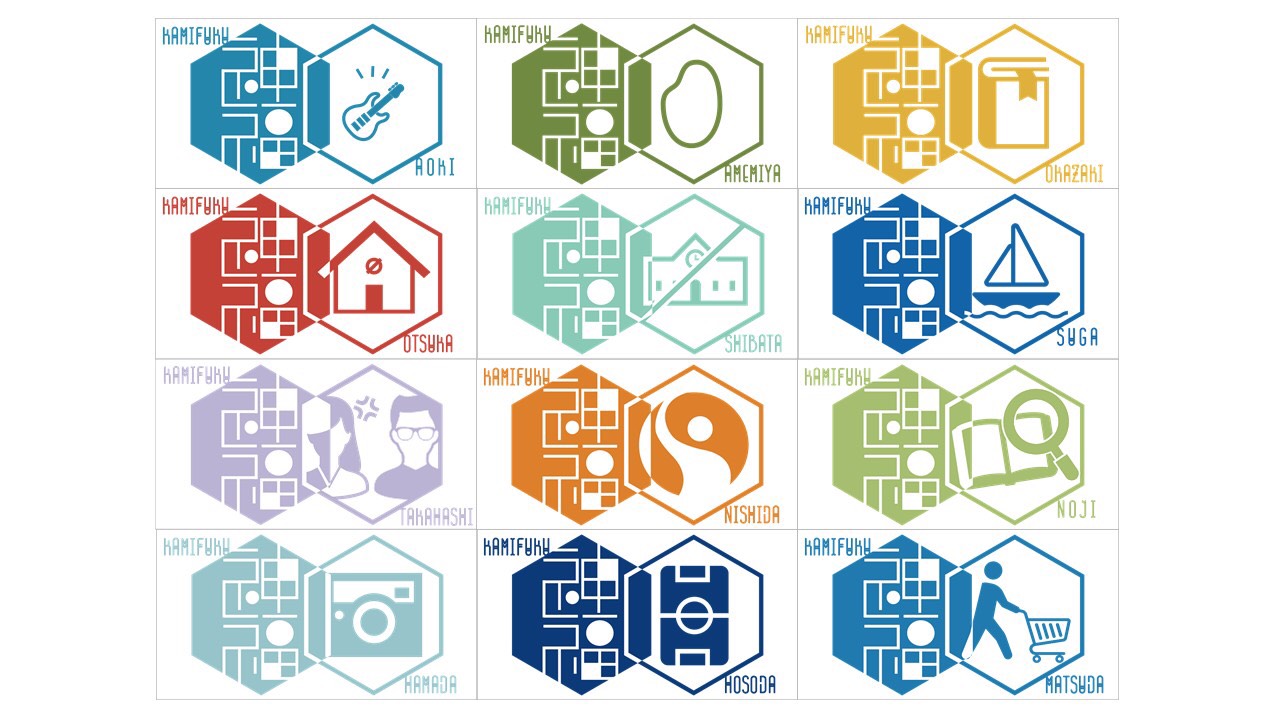 KAMIFUKU
AOKI
KAMIFUKU
AMEMIYA
KAMIFUKU
OKAZAKI
KAMIFUKU
OTSUKA
KAMIFUKU
SHIBATA
KAMIFUKU
SUGA
KAMIFUKU
TAKAHASHI
KAMIFUKU
NISHIDA
KAMIFUKU
NOJI
KAMIFUKU
HAMADA
KAMIFUKU
HOSODA
KAMIFUKU
MATSUDA